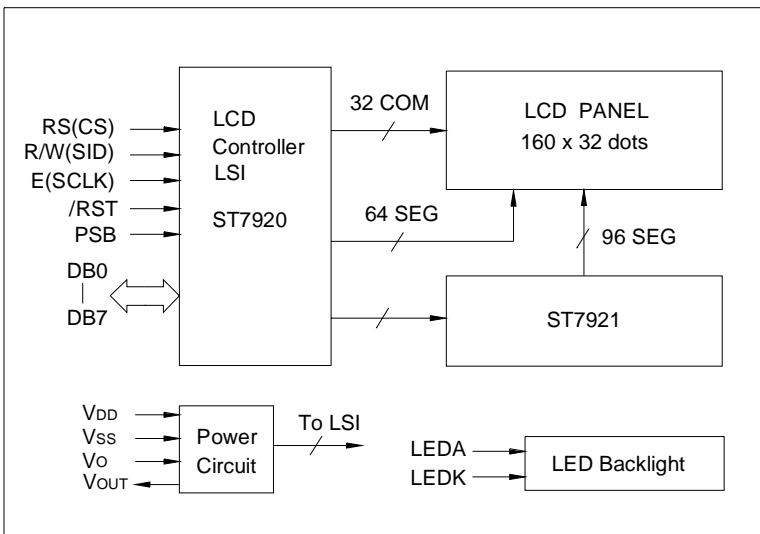 RS(CS)
R/W(SID)
E(SCLK)
/RST
PSB
DB0
DB7
LCD
Controller
LSI
ST7920
32 COM
64 SEG
LCD PANEL
160 x 32 dots
96 SEG
ST7921
VDD
VSS
VO
VOUT
Power
Circuit
To LSI
LEDA
LEDK
LED Backlight